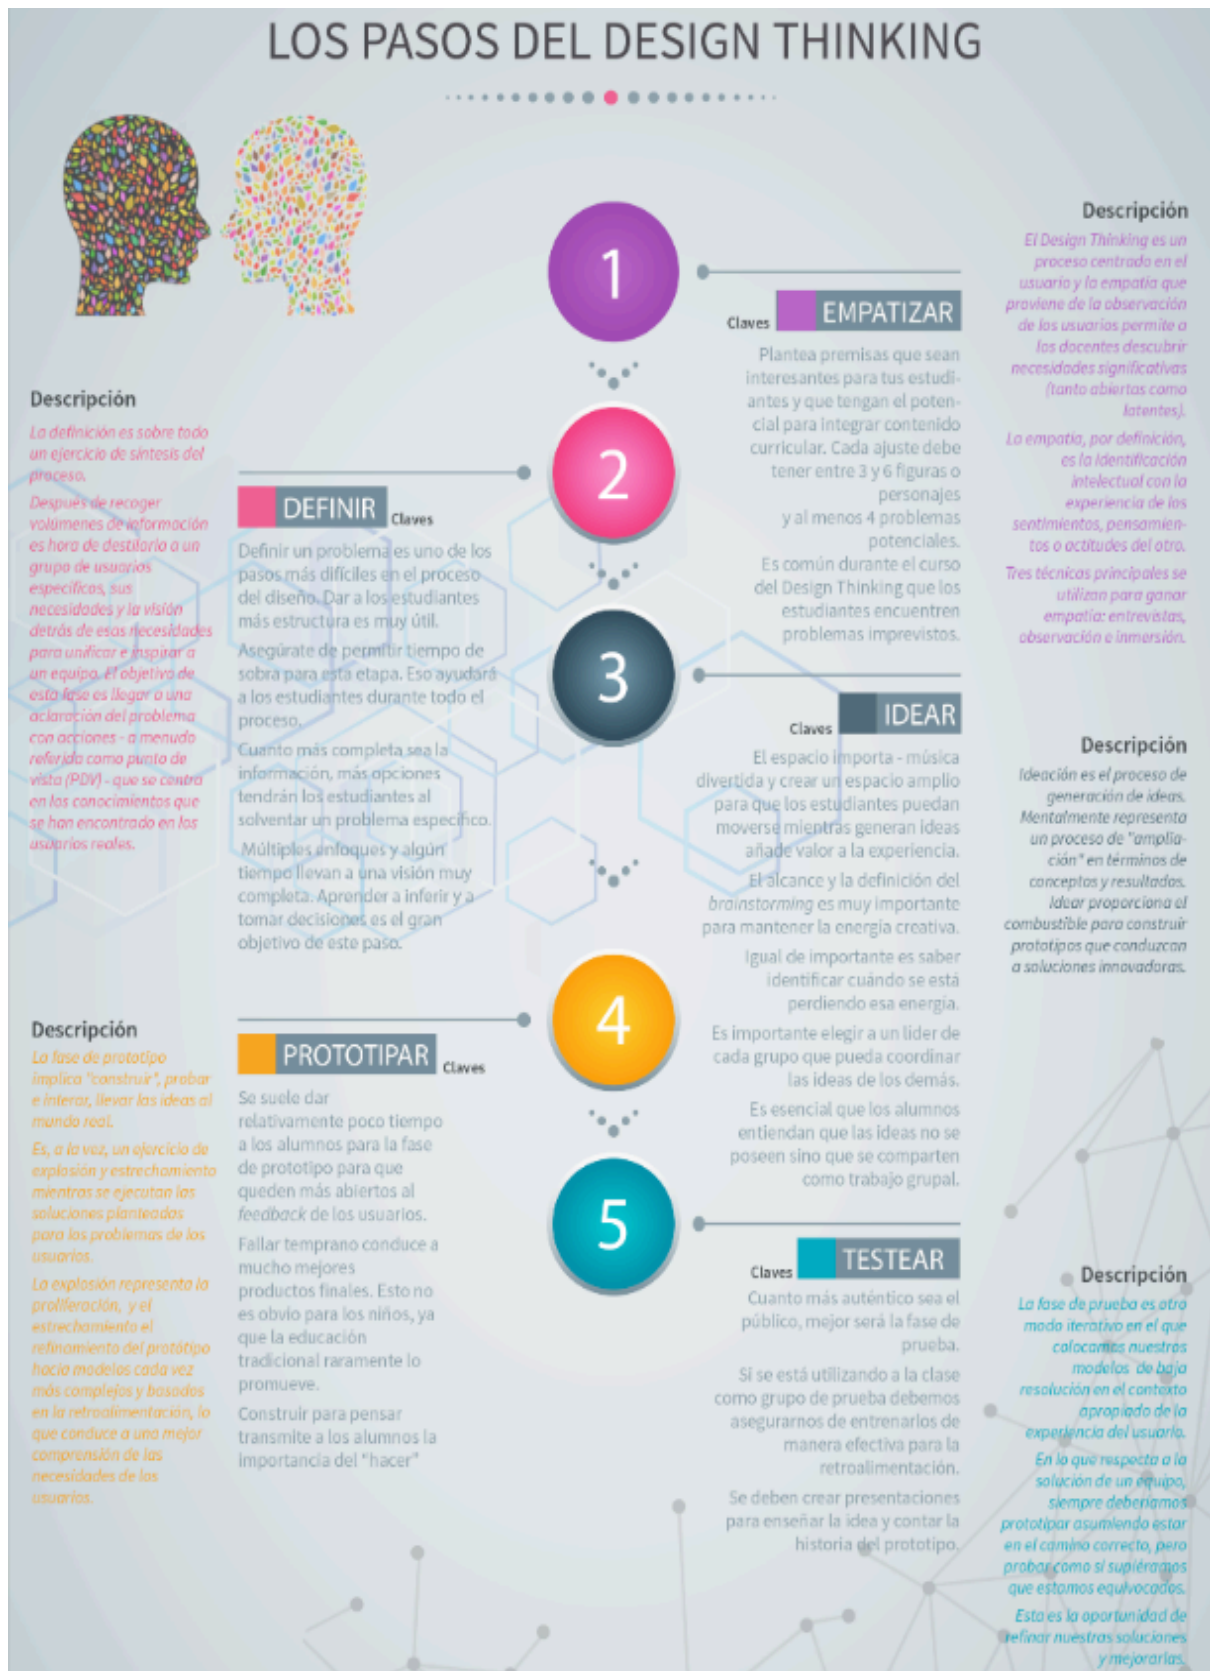 LOS PASOS DEL DESIGN THINKING
1
EMPATIZAR
Claves
Plantea premisas que sean
interesantes para tus estudi-
antes y que tengan el poten-
cial para integrar contenido
curricular. Cada ajuste debe
tener entre 3 y 6 figuras o
personajes
y al menos 4 problemas
potenciales.
Es común durante el curso
del Design Thinking que los
estudiantes encuentren
problemas imprevistos.
Descripción
El Design Thinking es un
proceso centrado en el
usuario y la empatía que
proviene de la observación
de los usuarios permite a
los docentes descubrir
necesidades significativas
(tanto abiertas como
latentes).
La empatía, por definición,
es la identificación
intelectual con la
experiencia de los
sentimientos, pensamien-
tos o actitudes del otro.
Tres técnicas principales se
utilizan para ganar
empatía: entrevistas,
observación e inmersión.
2
DEFINIR
Claves
Definir un problema es uno de los
pasos más difíciles en el proceso
del diseño. Dar a los estudiantes
más estructura es muy útil.
Asegúrate de permitir tiempo de
sobra para esta etapa. Eso ayudará
a los estudiantes durante todo el
proceso.
Cuanto más completa sea la
información, más opciones
tendrán los estudiantes al
solventar un problema específico.
Múltiples enfoques y algún
tiempo llevan a una visión muy
completa. Aprender a inferir y a
tomar decisiones es el gran
objetivo de este paso.
Descripción
La definición es sobre todo
un ejercicio de síntesis del
proceso.
Después de recoger
volúmenes de información
es hora de destilarla a un
grupo de usuarios
específicos, sus
necesidades y la visión
detrás de esas necesidades
para unificar e inspirar a
un equipo. El objetivo de
esta fase es llegar a una
aclaración del problema
con acciones - a menudo
referida como punto de
vista (PDV) - que se centra
en los conocimientos que
se han encontrado en los
usuarios reales.
3
IDEAR
Claves
El espacio importa - música
divertida y crear un espacio amplio
para que los estudiantes puedan
moverse mientras generan ideas
añade valor a la experiencia.
El alcance y la definición del
brainstorming es muy importante
para mantener la energía creativa.
Igual de importante es saber
identificar cuándo se está
perdiendo esa energía.
Es importante elegir a un líder de
cada grupo que pueda coordinar
las ideas de los demás.
Es esencial que los alumnos
entiendan que las ideas no se
poseen sino que se comparten
como trabajo grupal.
Descripción
Ideación es el proceso de
generación de ideas.
Mentalmente representa
un proceso de "amplia-
ción" en términos de
conceptos y resultados.
Idear proporciona el
combustible para construir
prototipos que conduzcan
a soluciones innovadoras.
4
PROTOTIPAR
Claves
Se suele dar
relativamente poco tiempo
a los alumnos para la fase
de prototipo para que
queden más abiertos al
feedback de los usuarios.
Fallar temprano conduce a
mucho mejores
productos finales. Esto no
es obvio para los niños, ya
que la educación
tradicional raramente lo
promueve.
Construir para pensar
transmite a los alumnos la
importancia del "hacer"
Descripción
La fase de prototipo
implica "construir", probar
e interar, llevar las ideas al
mundo real.
Es, a la vez, un ejercicio de
explosión y estrechamiento
mientras se ejecutan las
soluciones planteadas
para los problemas de los
usuarios.
La explosión representa la
proliferación, y el
estrechamiento el
refinamiento del protótipo
hacia modelos cada vez
más complejos y basados
en la retroalimentación, lo
que conduce a una mejor
comprensión de las
necesidades de los
usuarios.
5
TESTEAR
Claves
Cuanto más auténtico sea el
público, mejor será la fase de
prueba.
Si se está utilizando a la clase
como grupo de prueba debemos
asegurarnos de entrenarlos de
manera efectiva para la
retroalimentación.
Se deben crear presentaciones
para enseñar la idea y contar la
historia del prototipo.
Descripción
La fase de prueba es otro
modo iterativo en el que
colocamos nuestros
modelos de baja
resolución en el contexto
apropiado de la
experiencia del usuario.
En lo que respecta a la
solución de un equipo,
siempre deberíamos
prototipar asumiendo estar
en el camino correcto, pero
probar como si supiéramos
que estamos equivocados.
Esta es la oportunidad de
refinar nuestras soluciones
y mejorarlas.